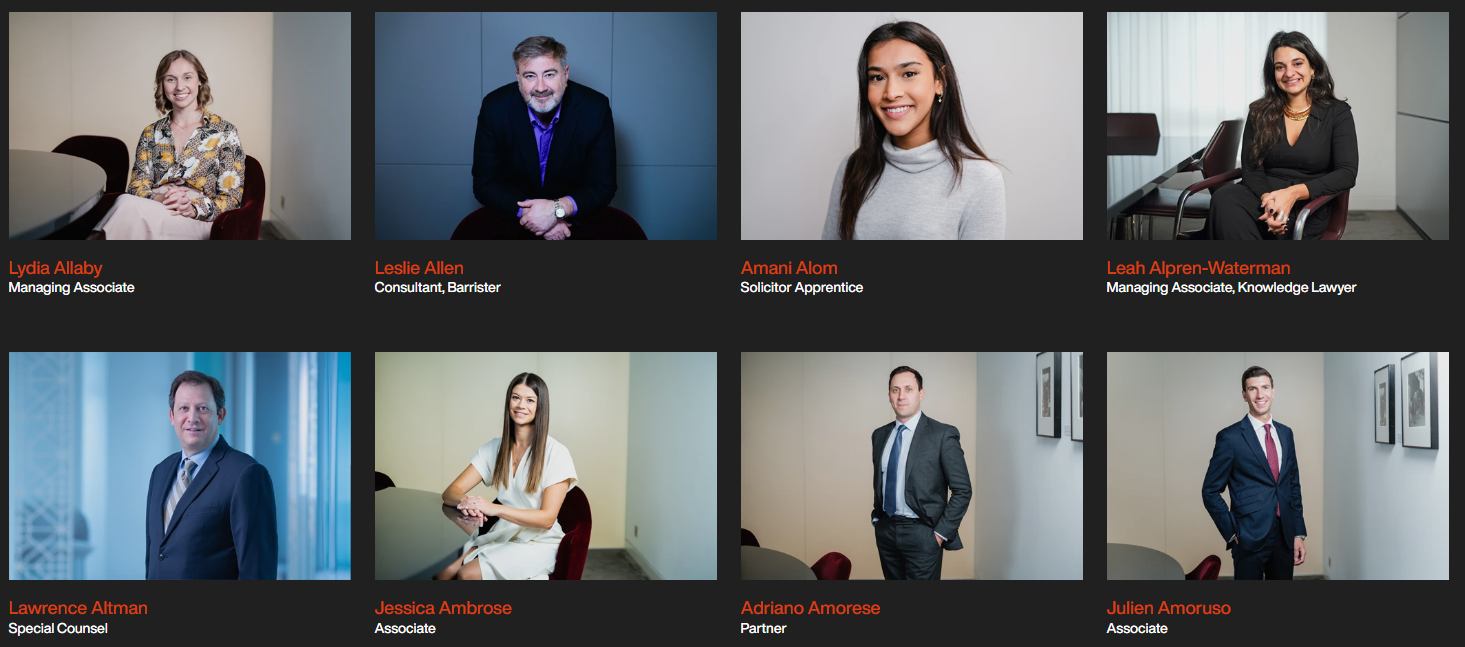 Lydia Allaby
Managing Associate
Leslie Allen
Consultant, Barrister
Amani Alom
Solicitor Apprentice
Leah Alpren-Waterman
Managing Associate, Knowledge Lawyer
Lawrence Altman
Special Counsel
Jessica Ambrose
Associate
Adriano Amorese
Partner
Julien Amoruso
Associate